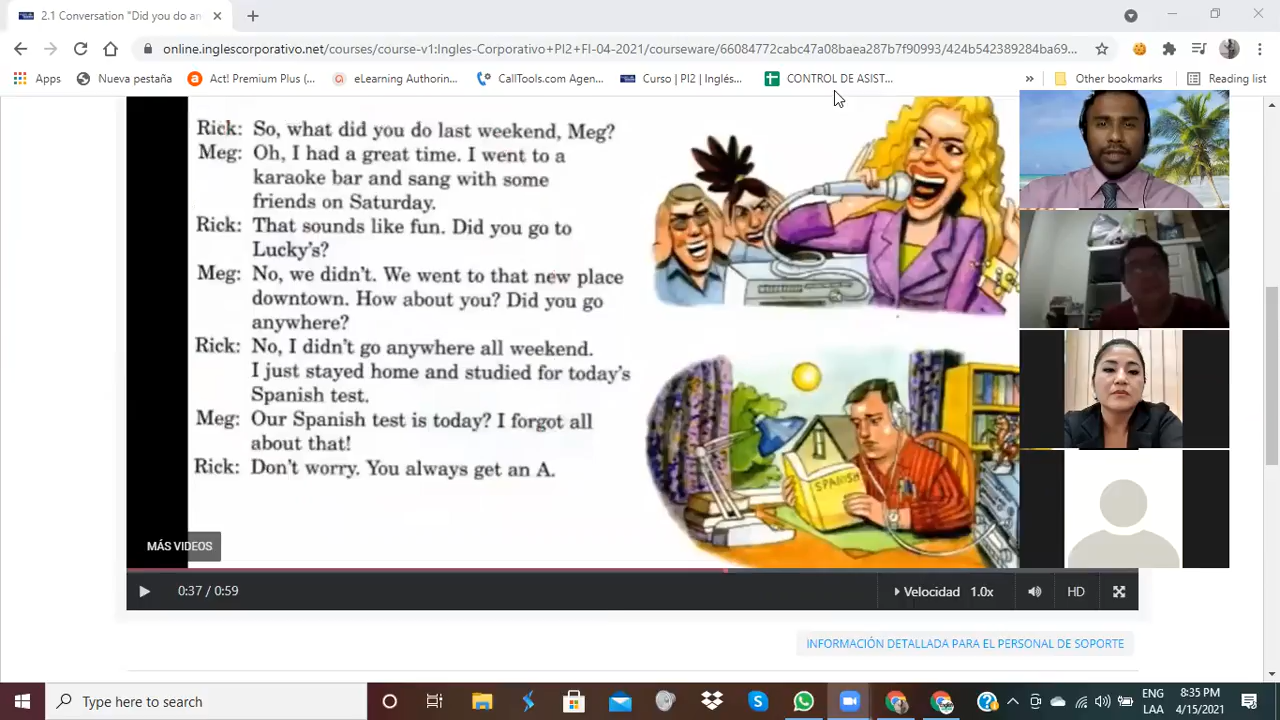 2.1 Conversation "Did you do an
online.inglescorporativo.net/courses/course-v1:Ingles-Corporativo+PI2+FI-04-2021/courseware/66084772cabc47a08baea287b7f90993/424b542389284ba69...
Apps
Nueva pestaña
Act! Premium Plus (...
eLearning Authorin...
CallTools.com Agen...
Curso | PI2 | Inglés...
CONTROL DE ASIST...
»
Other bookmarks
Reading list
Rick: So, what did you do last weekend, Meg?
Meg: Oh, I had a great time. I went to a
karaoke bar and sang with some
friends on Saturday.
Rick: That sounds like fun. Did you go to
Lucky's?
Meg: No, we didn't. We went to that new place
downtown. How about you? Did you go
anywhere?
Rick: No, I didn't go anywhere all weekend.
I just stayed home and studied for today's
Spanish test.
Meg: Our Spanish test is today? I forgot all
about that!
Rick: Don't worry. You always get an A.
SPANISH
MÁS VIDEOS
0:37 / 0:59
Velocidad 1.0x
HD
INFORMACIÓN DETALLADA PARA EL PERSONAL DE SOPORTE
Type here to search
ENG
LAA
8:35 PM
4/15/2021